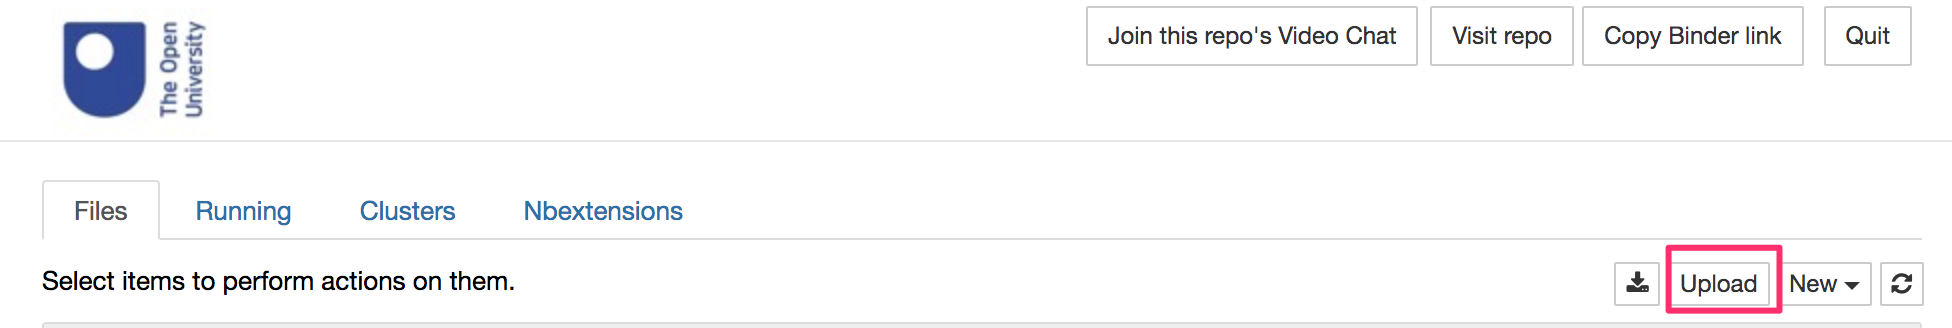 The Open
University
Join this repo's Video Chat
Visit repo
Copy Binder link
Quit
Files
Running
Clusters
Nbextensions
Select items to perform actions on them.
Upload
New